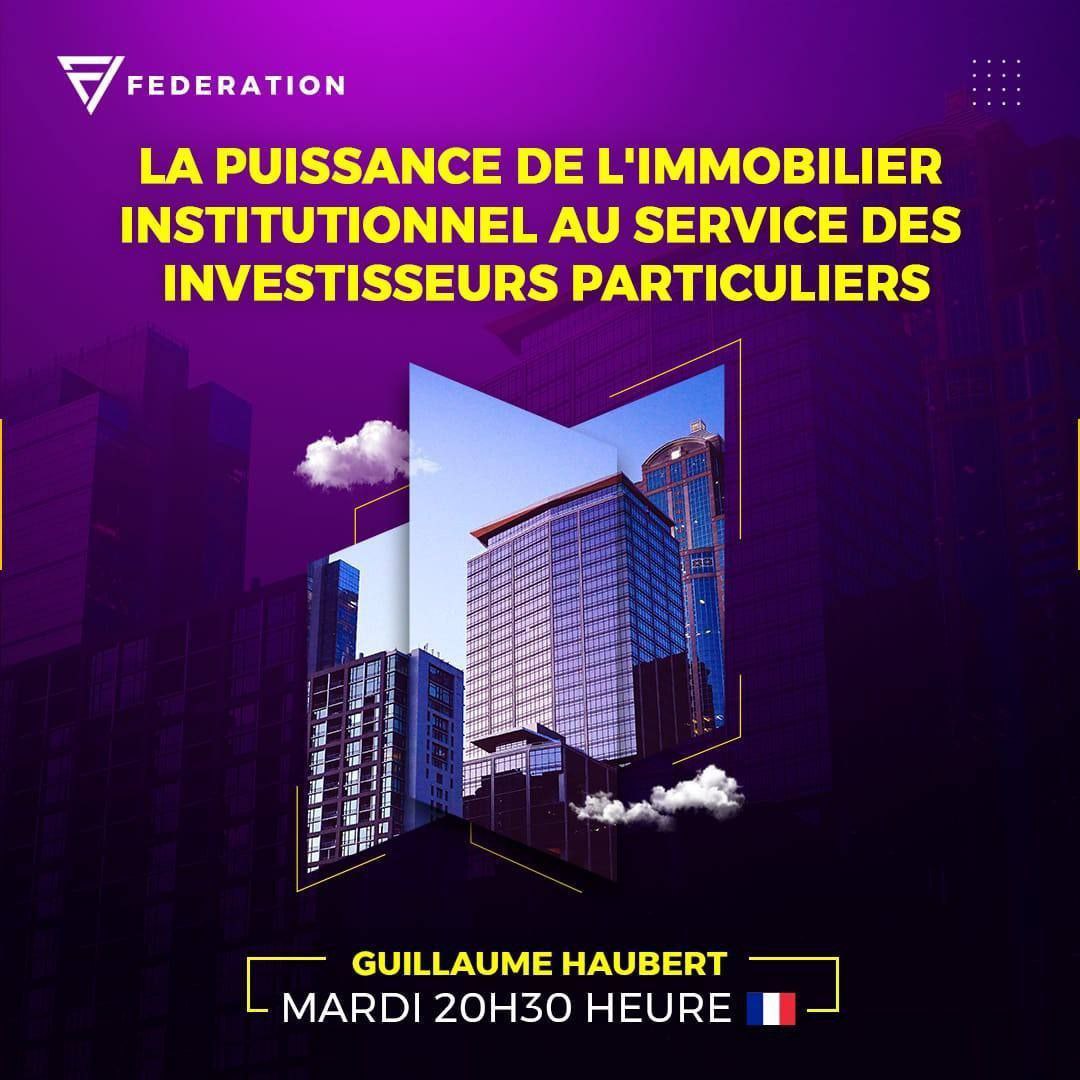 FEDERATION
LA PUISSANCE DE L'IMMOBILIER
INSTITUTIONNEL AU SERVICE DES
INVESTISSEURS PARTICULIERS
GUILLAUME HAUBERT
MARDI 20H30 HEURE